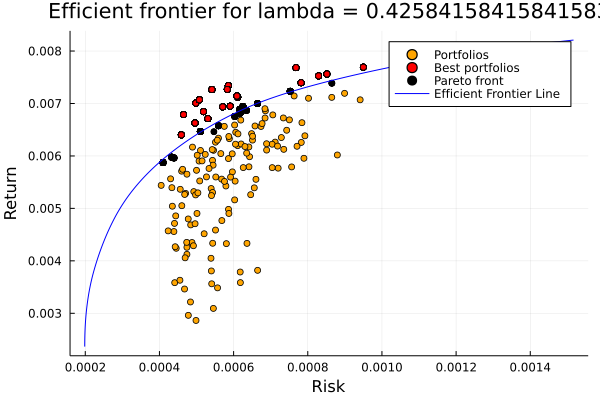 Efficient frontier for lambda = 0.4258415841584158
Portfolios
Best portfolios
Pareto front
Efficient Frontier Line
Return
0.008
0.007
0.006
0.005
0.004
0.003
0.0002
0.0004
0.0006
0.0008
0.0010
0.0012
0.0014
Risk